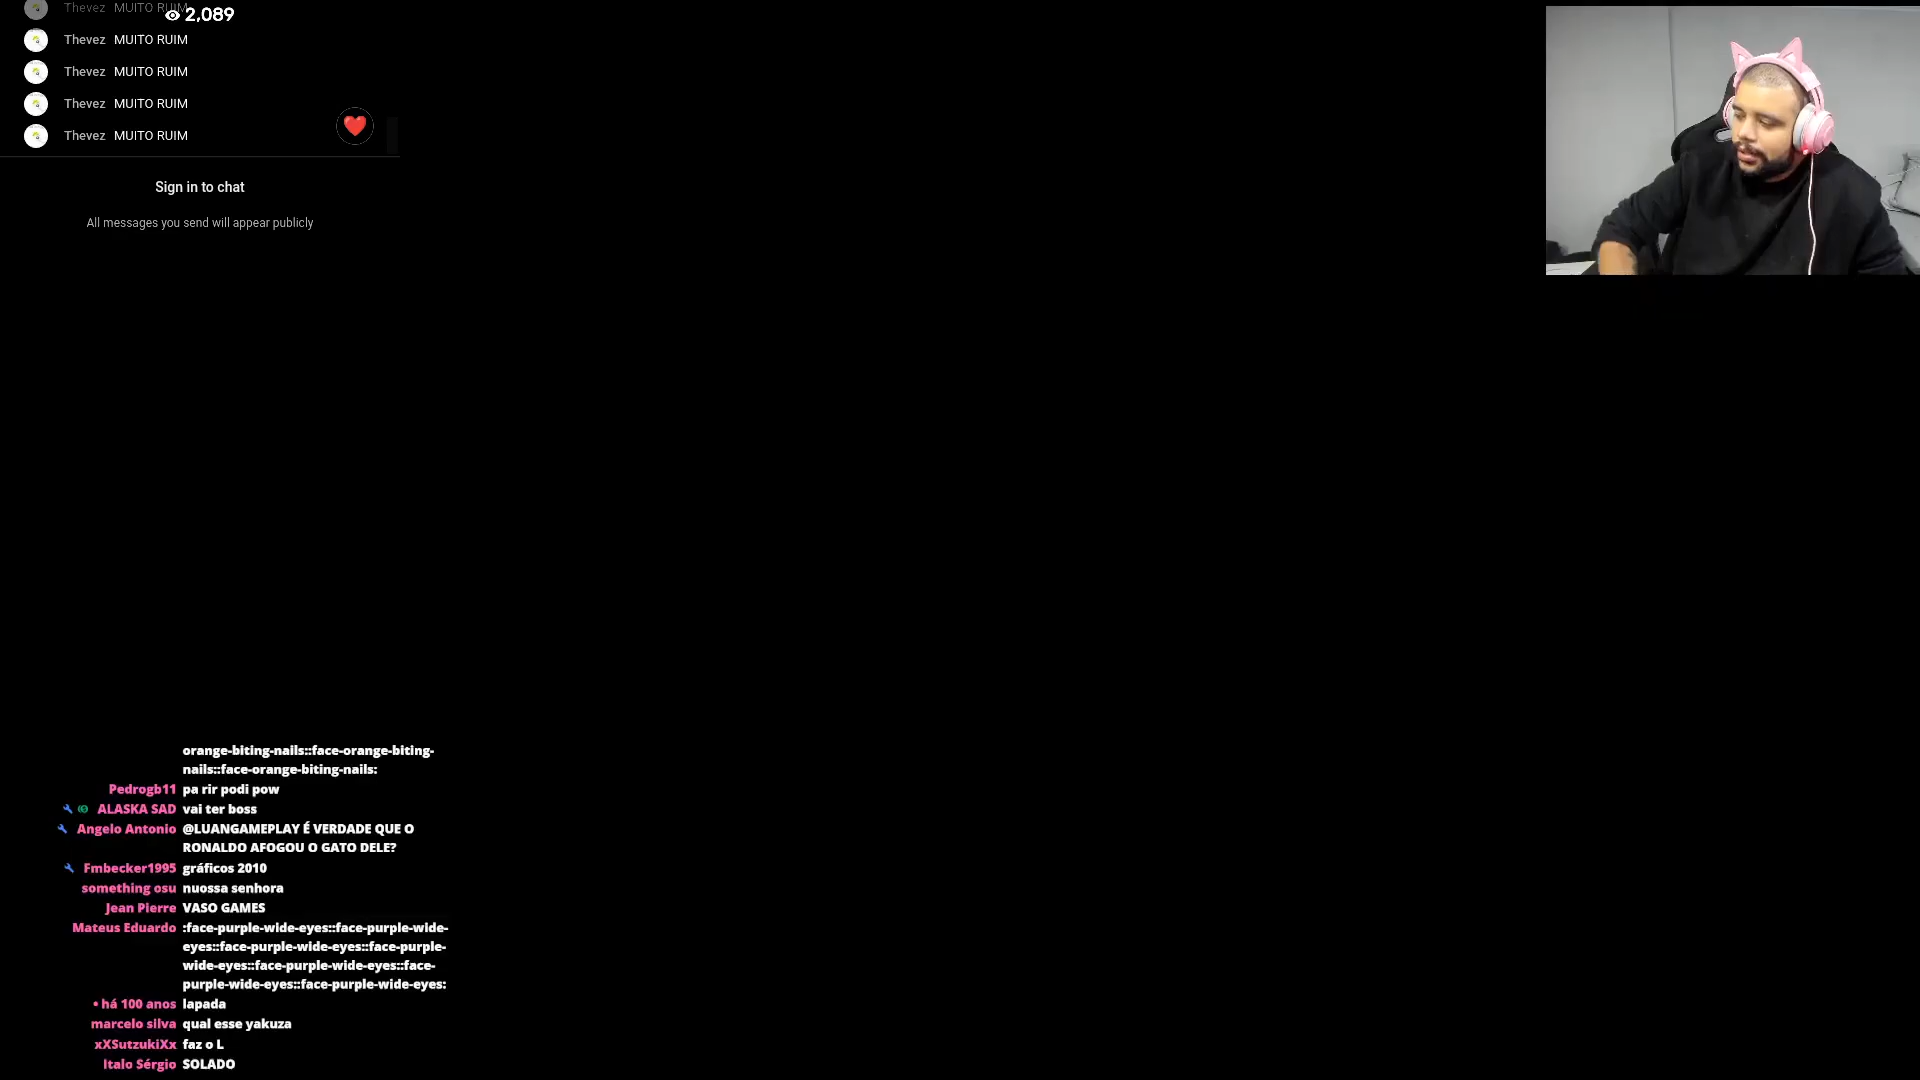 Thevez MUITO RUIM
2,089
Thevez MUITO RUIM
Thevez MUITO RUIM
Thevez MUITO RUIM
Thevez MUITO RUIM
Sign in to chat
All messages you send will appear publicly
orange-biting-nails::face-orange-biting-
nails::face-orange-biting-nails:
Pedrogb11 pa rir podi pow
ALASKA SAD vai ter boss
Angelo Antonio @LUANGAMEPLAY É VERDADE QUE O
RONALDO AFOGOU O GATO DELE?
Fmbecker1995 gráficos 2010
something osu nuossa senhora
Jean Pierre VASO GAMES
Mateus Eduardo :face-purple-wide-eyes::face-purple-wide-
eyes::face-purple-wide-eyes::face-purple-
wide-eyes::face-purple-wide-eyes::face-
purple-wide-eyes::face-purple-wide-eyes:
• há 100 anos lapada
marcelo silva qual esse yakuza
xXSutzukiXx faz o L
Italo Sérgio SOLADO